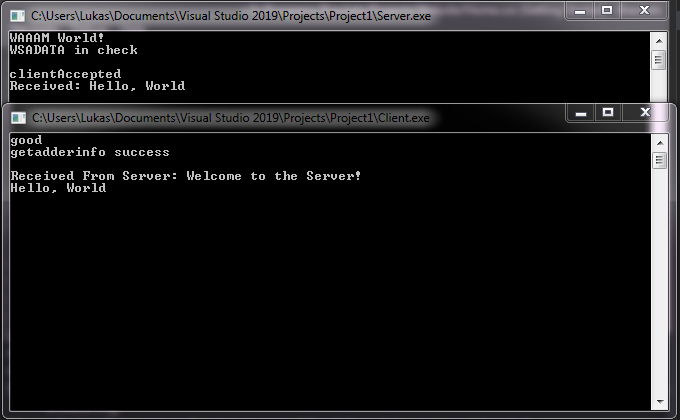 C:\Users\Lukas\Documents\Visual Studio 2019\Projects\Project1\Server.exe
WAAAM World!
WSADATA in check
clientAccepted
Received: Hello, World
C:\Users\Lukas\Documents\Visual Studio 2019\Projects\Project1\Client.exe
good
getadderinfo success
Received From Server: Welcome to the Server!
Hello, World